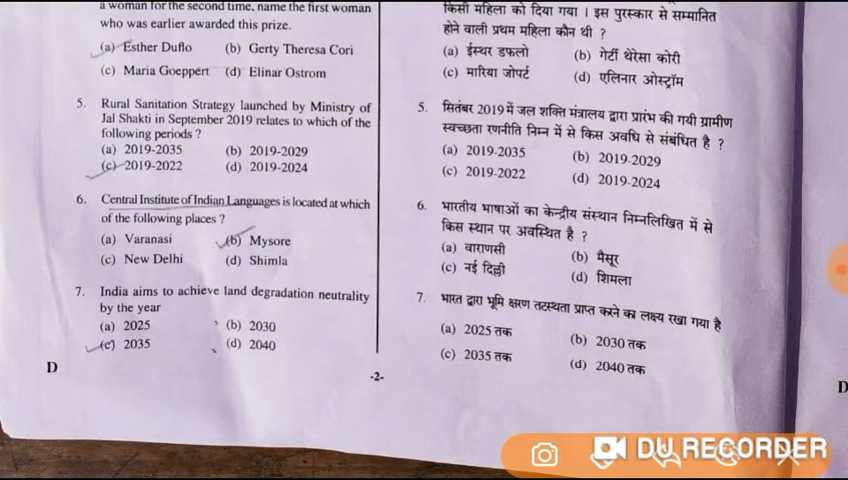 a woman for the second time, name the first woman
who was earlier awarded this prize.
(a) Esther Duflo (b) Gerty Theresa Cori
(c) Maria Goeppert (d) Elinar Ostrom
5. Rural Sanitation Strategy launched by Ministry of
Jal Shakti in September 2019 relates to which of the
following periods ?
(a) 2019-2035 (b) 2019-2029
(c) 2019-2022 (d) 2019-2024
6. Central Institute of Indian Languages is located at which
of the following places ?
(a) Varanasi (b) Mysore
(c) New Delhi (d) Shimla
7. India aims to achieve land degradation neutrality
by the year
(a) 2025 (b) 2030
(c) 2035 (d) 2040
D
-2-
किसी महिला को दिया गया । इस पुरस्कार से सम्मानित
होने वाली प्रथम महिला कौन थी ?
(a) ईस्थर डफलो (b) गेर्टी थेरेसा कोरी
(c) मारिया जोपर्ट (d) एलिनार ओस्ट्रॉम
5. सितंबर 2019 में जल शक्ति मंत्रालय द्वारा प्रारंभ की गयी ग्रामीण
स्वच्छता रणनीति निम्न में से किस अवधि से संबंधित है ?
(a) 2019-2035 (b) 2019-2029
(c) 2019-2022 (d) 2019-2024
6. भारतीय भाषाओं का केन्द्रीय संस्थान निम्नलिखित में से
किस स्थान पर अवस्थित है ?
(a) वाराणसी (b) मैसूर
(c) नई दिल्ली (d) शिमला
7. भारत द्वारा भूमि क्षरण तटस्थता प्राप्त करने का लक्ष्य रखा गया है
(a) 2025 तक (b) 2030 तक
(c) 2035 तक (d) 2040 तक
D
DU RECORDER